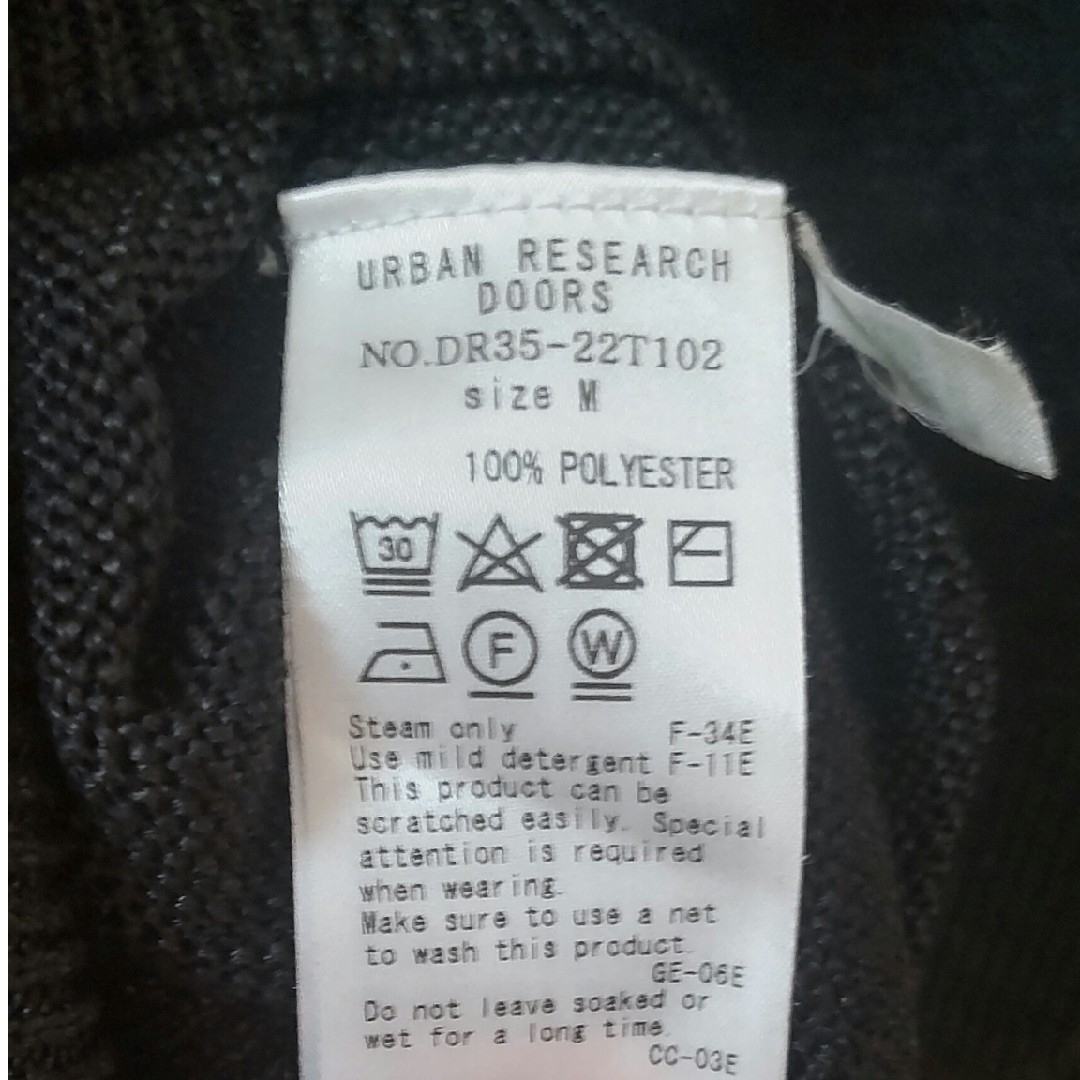 URBAN RESEARCH
DOORS
NO.DR35-22T102
size M
100% POLYESTER
30
F W
Steam only F-34E
Use mild detergent F-11E
This product can be
scratched easily. Special
attention is required
when wearing.
Make sure to use a net
to wash this product.
GE-06E
Do not leave soaked or
wet for a long time.
CC-03E